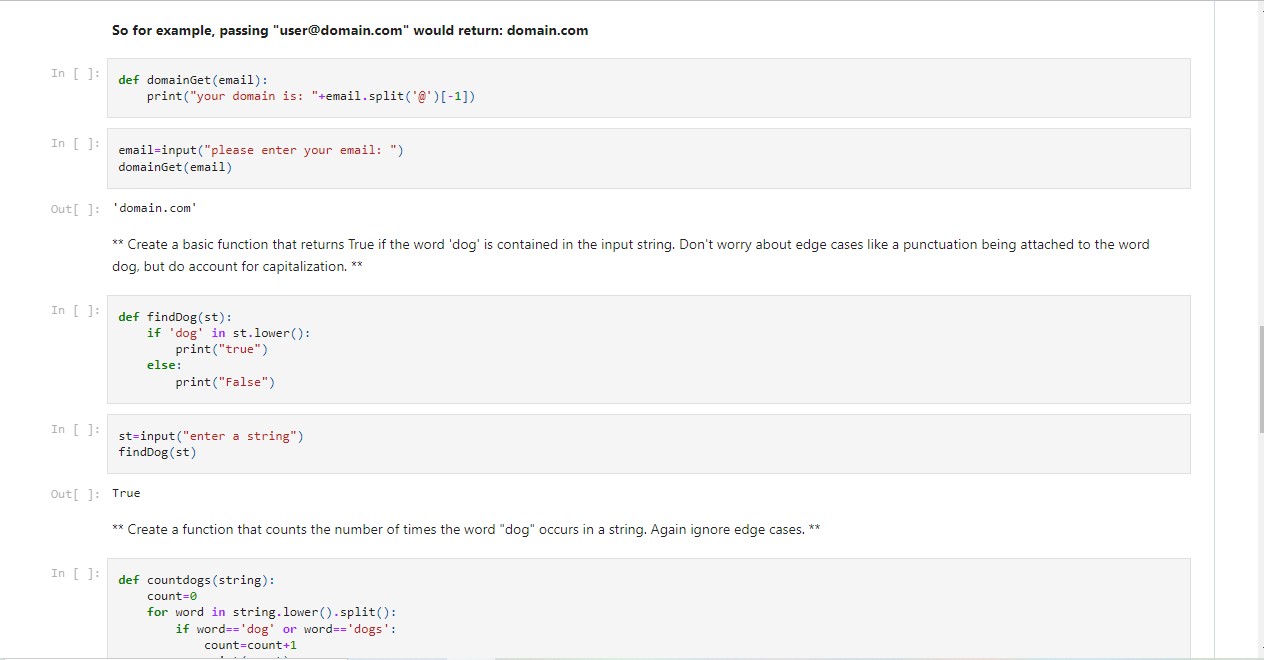 So for example, passing "user@domain.com" would return: domain.com
In [ ]:
def domainGet(email):
    print("your domain is: "+email.split('@')[-1])
In [ ]:
email=input("please enter your email: ")
domainGet(email)
Out[ ]: 'domain.com'
** Create a basic function that returns True if the word 'dog' is contained in the input string. Don't worry about edge cases like a punctuation being attached to the word
dog, but do account for capitalization. **
In [ ]:
def findDog(st):
    if 'dog' in st.lower():
        print("true")
    else:
        print("False")
In [ ]:
st=input("enter a string")
findDog(st)
Out[ ]: True
** Create a function that counts the number of times the word "dog" occurs in a string. Again ignore edge cases. **
In [ ]:
def countdogs(string):
    count=0
    for word in string.lower().split():
        if word=='dog' or word=='dogs':
            count=count+1